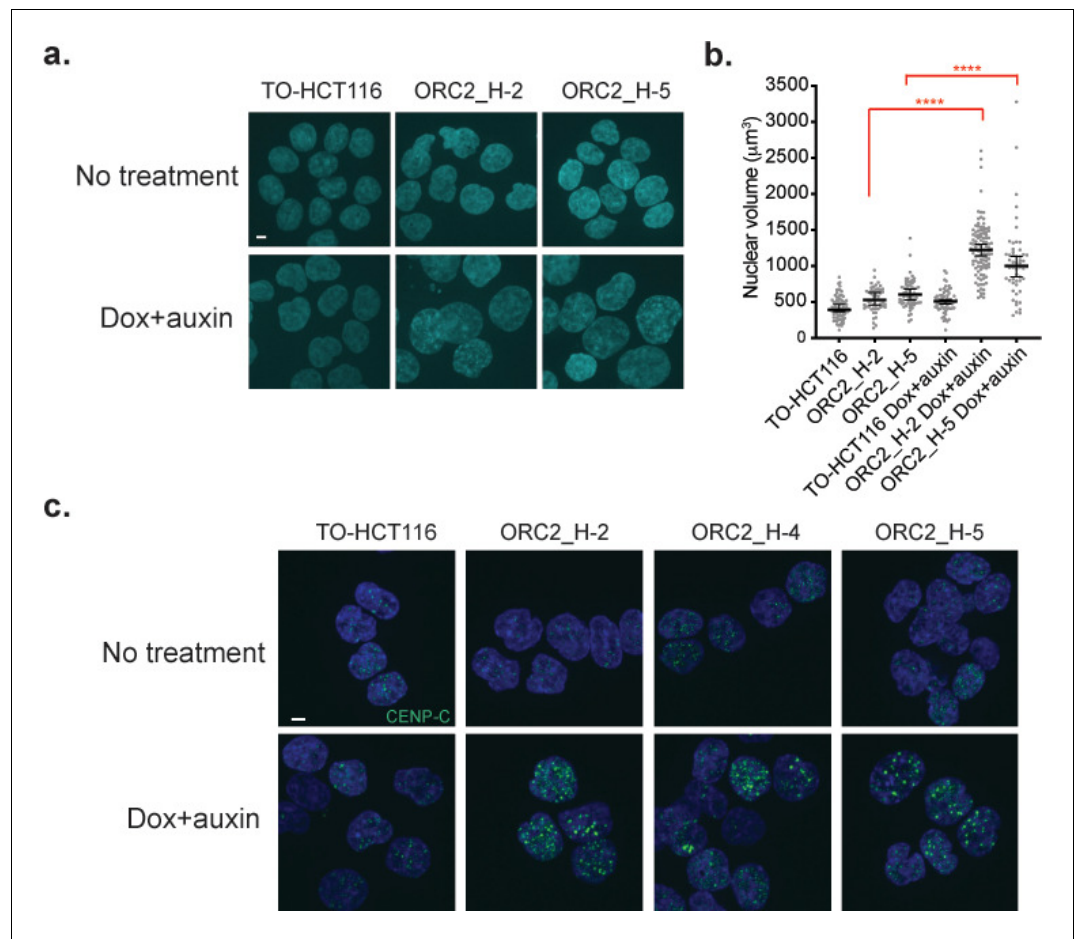 a.
TO-HCT116 ORC2_H-2 ORC2_H-5
No treatment
Dox+auxin
b.
****
****
Nuclear volume (µm³)
3500
3000
2500
2000
1500
1000
500
0
TO-HCT116
ORC2_H-2
ORC2_H-5
TO-HCT116 Dox+auxin
ORC2_H-2 Dox+auxin
ORC2_H-5 Dox+auxin
c.
TO-HCT116 ORC2_H-2 ORC2_H-4 ORC2_H-5
No treatment
CENP-C
Dox+auxin